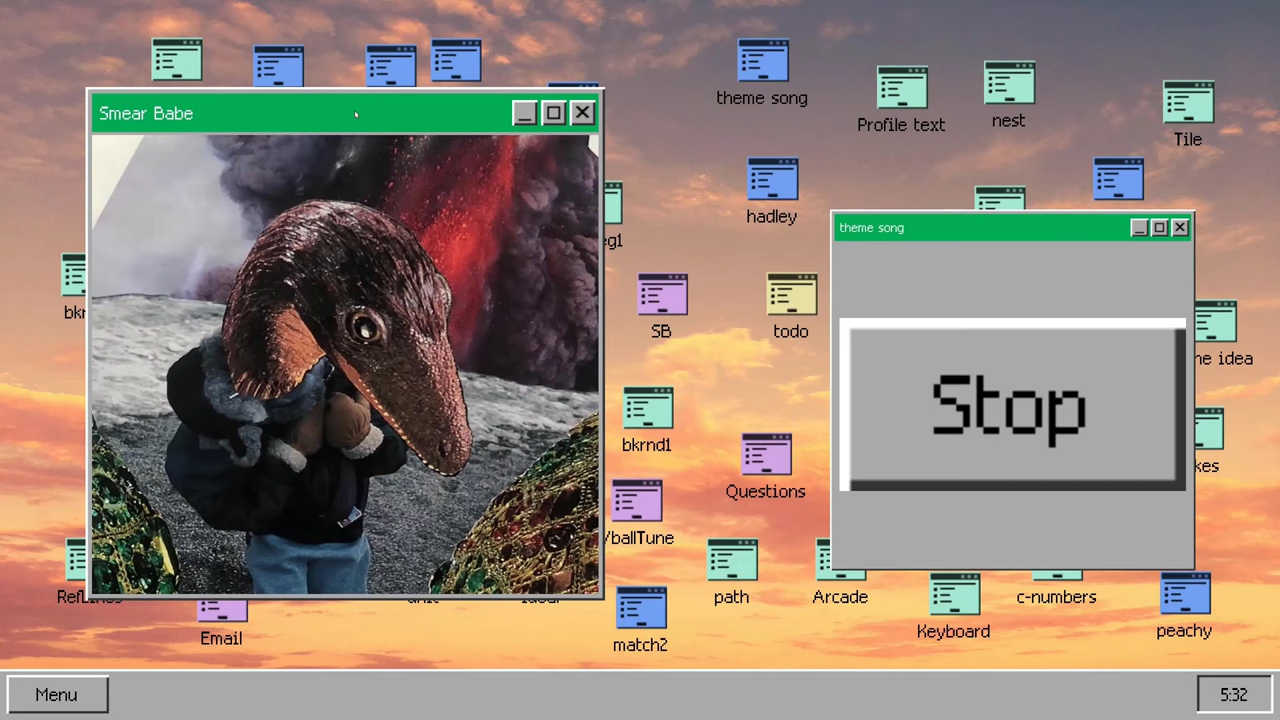 theme song
Profile text
nest
Tile
Smear Babe
hadley
theme song
SB
todo
Stop
bkrnd1
Questions
path
Arcade
c-numbers
Email
match2
Keyboard
peachy
Menu
5:32